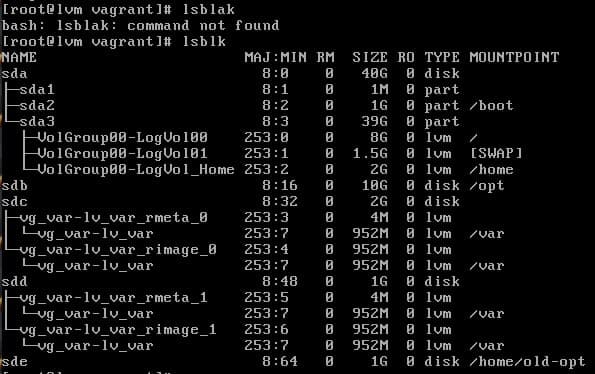 [root@lvm vagrant]# lsblak
bash: lsblak: command not found
[root@lvm vagrant]# lsblk
NAME                         MAJ:MIN RM  SIZE RO TYPE MOUNTPOINT
sda                            8:0    0   40G  0 disk
├─sda1                         8:1    0    1M  0 part
├─sda2                         8:2    0    1G  0 part /boot
└─sda3                         8:3    0   39G  0 part
  ├─VolGroup00-LogVol00      253:0    0    8G  0 lvm  /
  ├─VolGroup00-LogVol01      253:1    0  1.5G  0 lvm  [SWAP]
  └─VolGroup00-LogVol_Home   253:2    0    2G  0 lvm  /home
sdb                            8:16   0   10G  0 disk /opt
sdc                            8:32   0    2G  0 disk
├─vg_var-lv_var_rmeta_0      253:3    0    4M  0 lvm
│ └─vg_var-lv_var            253:7    0  952M  0 lvm  /var
└─vg_var-lv_var_rimage_0     253:4    0  952M  0 lvm
  └─vg_var-lv_var            253:7    0  952M  0 lvm  /var
sdd                            8:48   0    1G  0 disk
├─vg_var-lv_var_rmeta_1      253:5    0    4M  0 lvm
│ └─vg_var-lv_var            253:7    0  952M  0 lvm  /var
└─vg_var-lv_var_rimage_1     253:6    0  952M  0 lvm
  └─vg_var-lv_var            253:7    0  952M  0 lvm  /var
sde                            8:64   0    1G  0 disk /home/old-opt